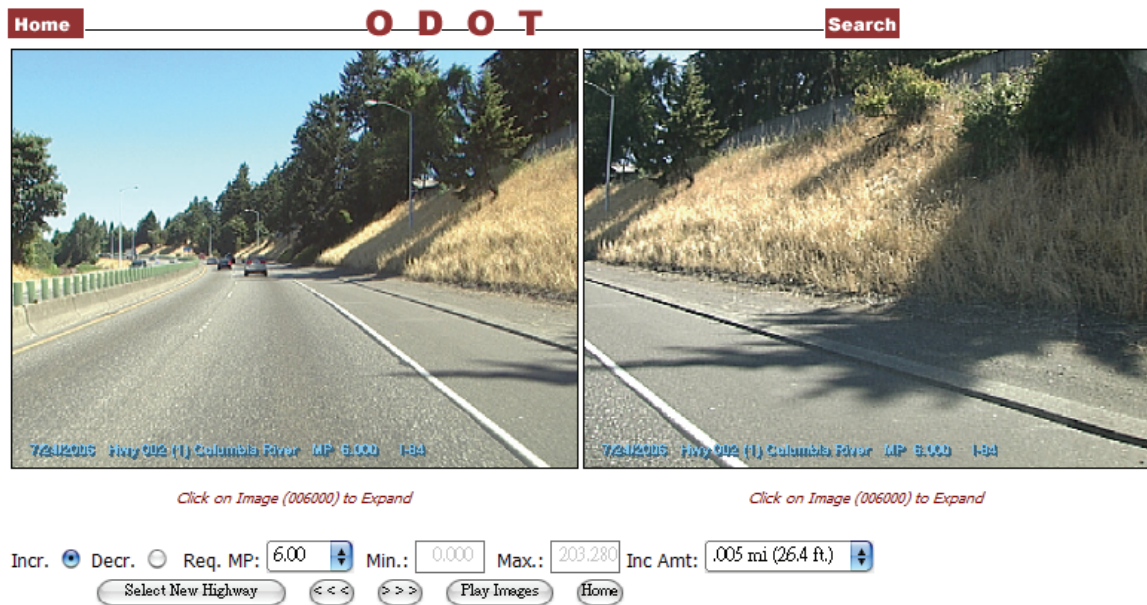 Home O D O T Search
7/24/2006 Hwy 002 (1) Columbia River MP 6.000 I-84
7/24/2006 Hwy 002 (1) Columbia River MP 6.000 I-84
Click on Image (006000) to Expand
Click on Image (006000) to Expand
Incr. Decr. Req. MP: 6.00 Min.: 0.000 Max.: 203.280 Inc Amt: .005 mi (26.4 ft.)
Select New Highway < < < > > > Play Images Home